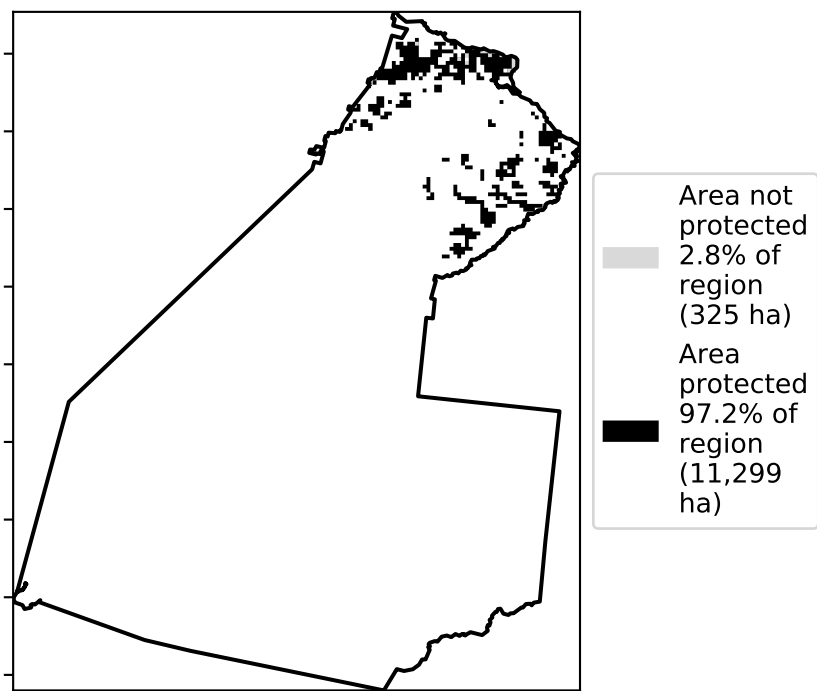 Area not
protected
2.8% of
region
(325 ha)
Area
protected
97.2% of
region
(11,299
ha)